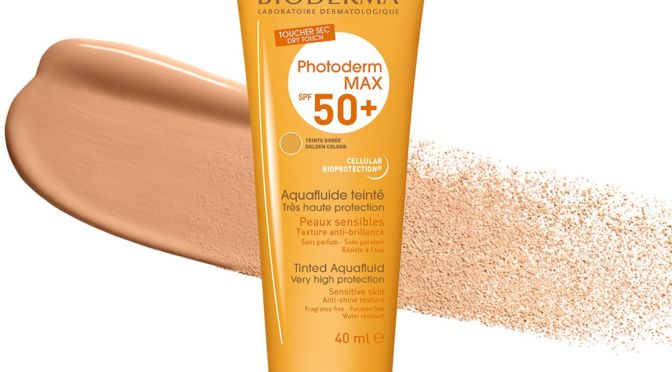 BIODERMA
LABORATOIRE DERMATOLOGIQUE
TOUCHER SEC
DRY TOUCH
Photoderm
MAX
SPF 50+
TEINTE DORÉE
GOLDEN COLOUR
CELLULAR
BIOPROTECTION®
Aquafluide teinté
Très haute protection
Peaux sensibles
Texture anti-brillance
Sans parfum - Sans paraben
Résiste à l'eau
Tinted Aquafluid
Very high protection
Sensitive skin
Anti-shine texture
Fragrance free - Paraben free
Water resistant
40 ml e